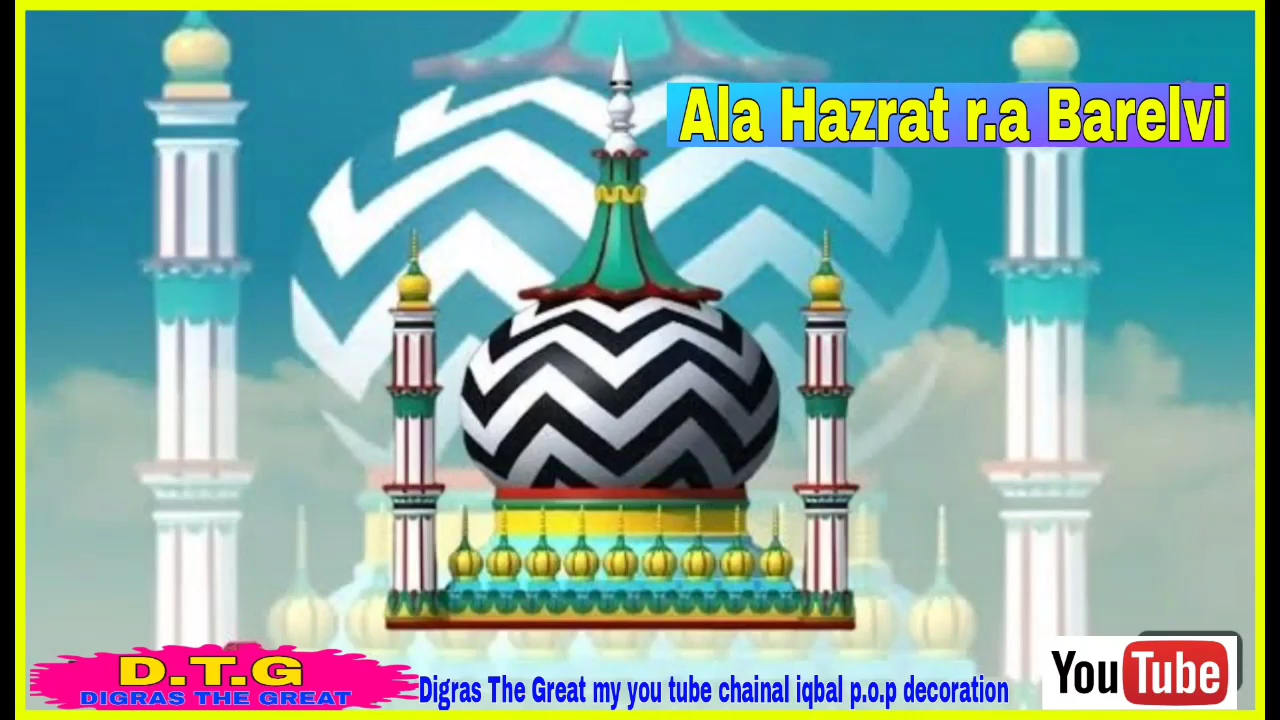 Ala Hazrat r.a Barelvi
D.T.G
DIGRAS THE GREAT
Digras The Great my you tube chainal iqbal p.o.p decoration
YouTube